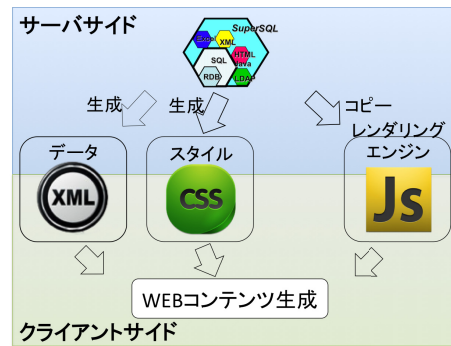 サーバサイド
SuperSQL
Excel XML
SQL
HTML
Java
RDB
LDAP
生成
生成
コピー
データ
スタイル
レンダリング
エンジン
XML
CSS
Js
WEBコンテンツ生成
クライアントサイド